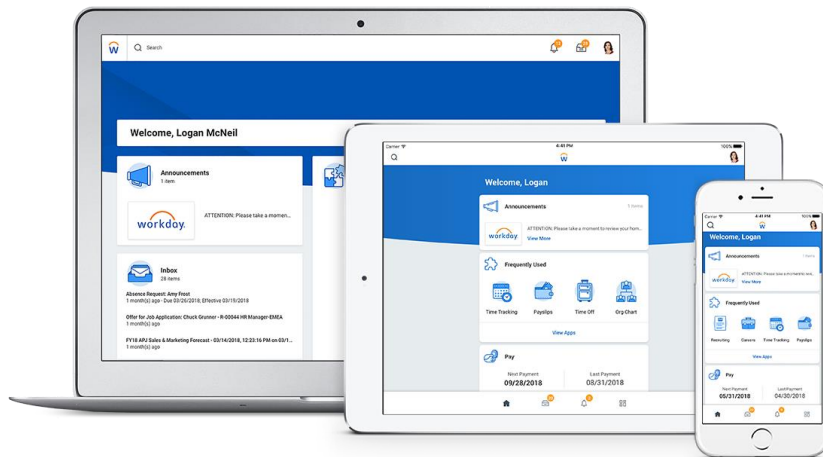 w
Search
Welcome, Logan McNeil
Announcements
1 item
workday.
ATTENTION: Please take a momen...
Inbox
28 items
Absence Request: Amy Frost
1 month(s) ago - Due 03/20/2018; Effective 03/19/2018
Offer for Job Application: Chuck Grunner - R-00044 HR Manager-EMEA
1 month(s) ago
FY18 APJ Sales & Marketing Forecast - 03/14/2018, 12:23:16 PM on 03/1...
1 month(s) ago
Carrier
4:41 PM
100%
w
Welcome, Logan
Announcements
workday.
ATTENTION: Please take a moment to review your hom...
View More
Frequently Used
Time Tracking
Payslips
Time Off
Org Chart
View Apps
Pay
Next Payment
Last Payment
09/28/2018
08/31/2018
Carrier
4:41 PM
100%
w
Welcome, Logan
Announcements
workday.
View More
Frequently Used
Recruiting
Careers
Time Tracking
Payslips
View Apps
Pay
Next Payment
Last Payment
05/31/2018
04/30/2018